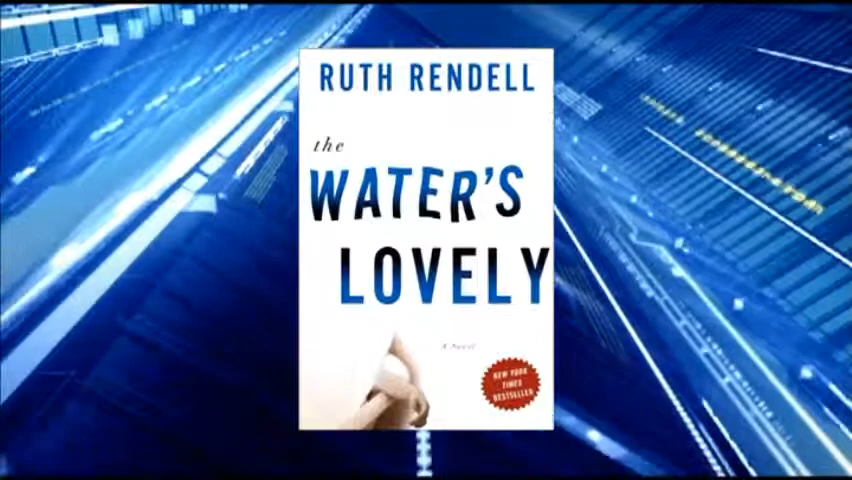 RUTH RENDELL
the
WATER'S
LOVELY
A Novel
NEW YORK
TIMES
BESTSELLER